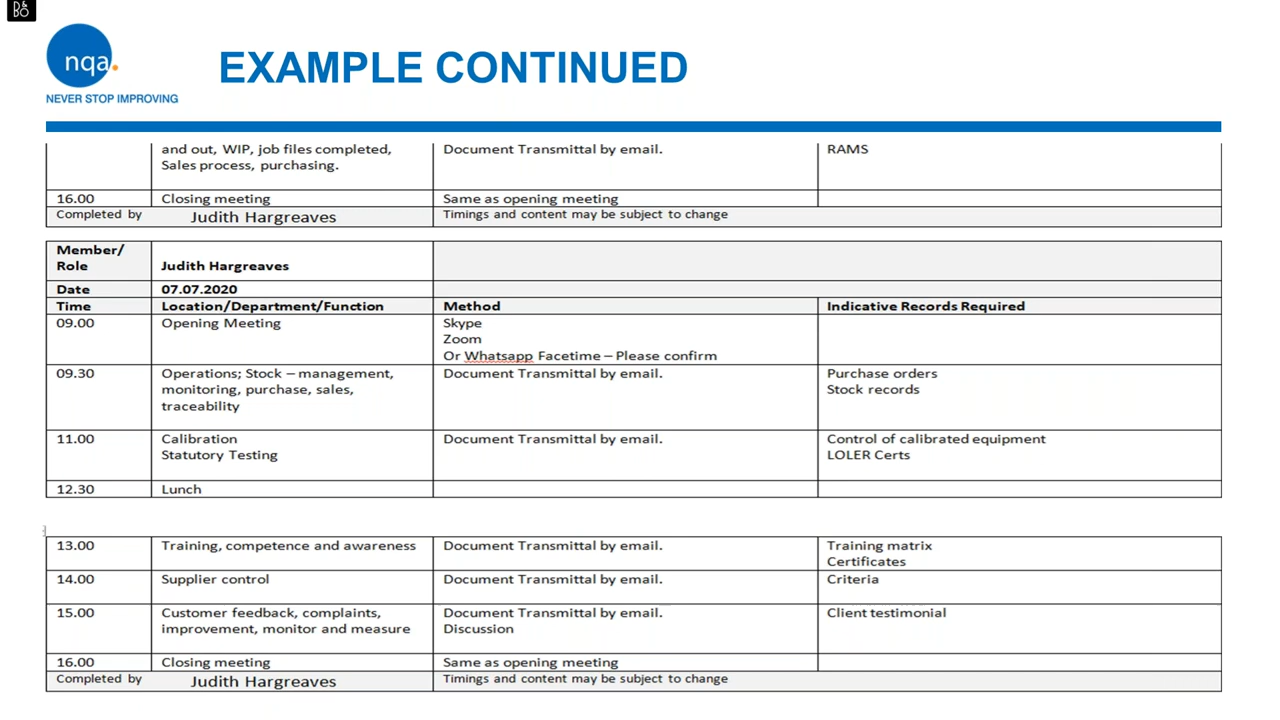 B&
BO
nqa.
NEVER STOP IMPROVING
EXAMPLE CONTINUED
and out, WIP, job files completed, Document Transmittal by email. RAMS
Sales process, purchasing.
16.00 Closing meeting Same as opening meeting
Completed by Judith Hargreaves Timings and content may be subject to change
Member/
Role Judith Hargreaves
Date 07.07.2020
Time Location/Department/Function Method Indicative Records Required
09.00 Opening Meeting Skype
Zoom
Or Whatsapp Facetime – Please confirm
09.30 Operations; Stock – management, Document Transmittal by email. Purchase orders
monitoring, purchase, sales, Stock records
traceability
11.00 Calibration Document Transmittal by email. Control of calibrated equipment
Statutory Testing LOLER Certs
12.30 Lunch
13.00 Training, competence and awareness Document Transmittal by email. Training matrix
Certificates
14.00 Supplier control Document Transmittal by email. Criteria
15.00 Customer feedback, complaints, Document Transmittal by email. Client testimonial
improvement, monitor and measure Discussion
16.00 Closing meeting Same as opening meeting
Completed by Judith Hargreaves Timings and content may be subject to change